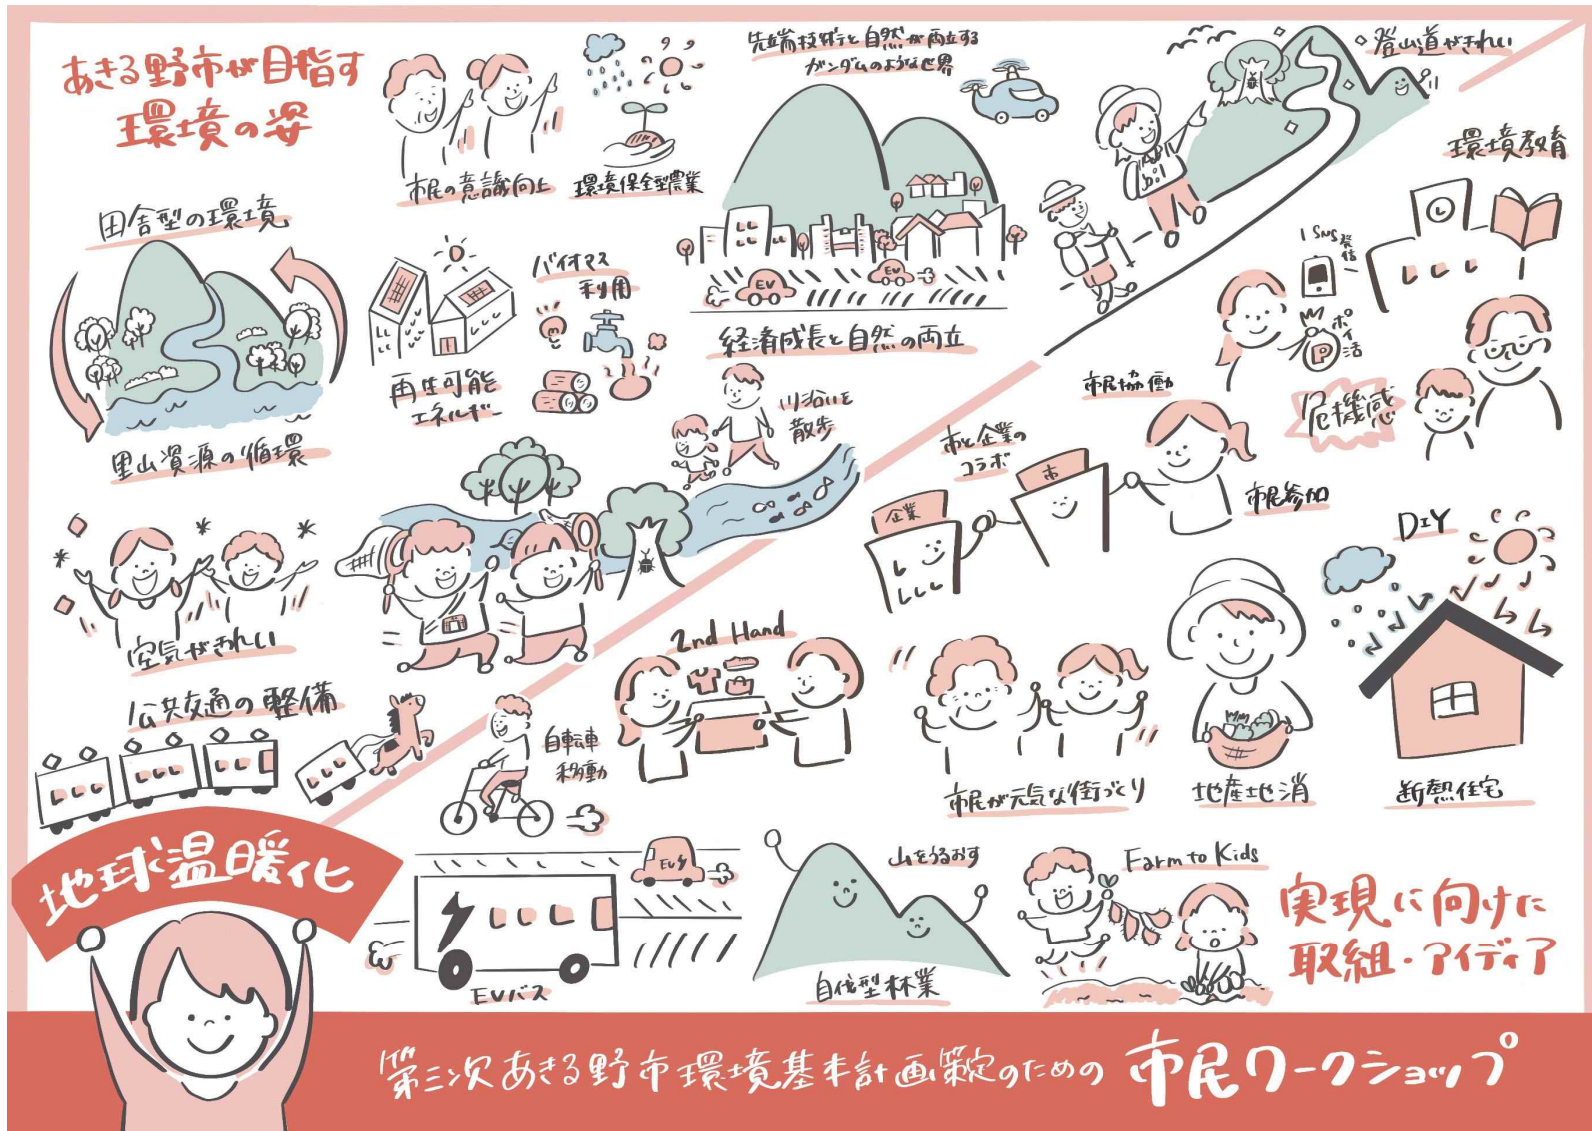 あきる野市が目指す
環境の姿
市民の意識向上
環境保全型農業
先端技術と自然が両立する
ガンダムのような世界
登山道がきれい
田舎型の環境
里山資源の循環
バイオマス
利用
再生可能
エネルギー
EV
EV
経済成長と自然の両立
川沿いを
散歩
空気がきれい
公共交通の整備
環境教育
SNS発信
ポイ活
P
危機感
市民協働
市と企業の
コラボ
企業
市
市民参加
DIY
断熱住宅
2nd Hand
自転車
移動
市民が元気な街づくり
地産地消
EV
EVバス
山をうるおす
自伐型林業
Farm to Kids
実現に向けた
取組・アイディア
地球温暖化
第三次あきる野市環境基本計画策定のための 市民ワークショップ